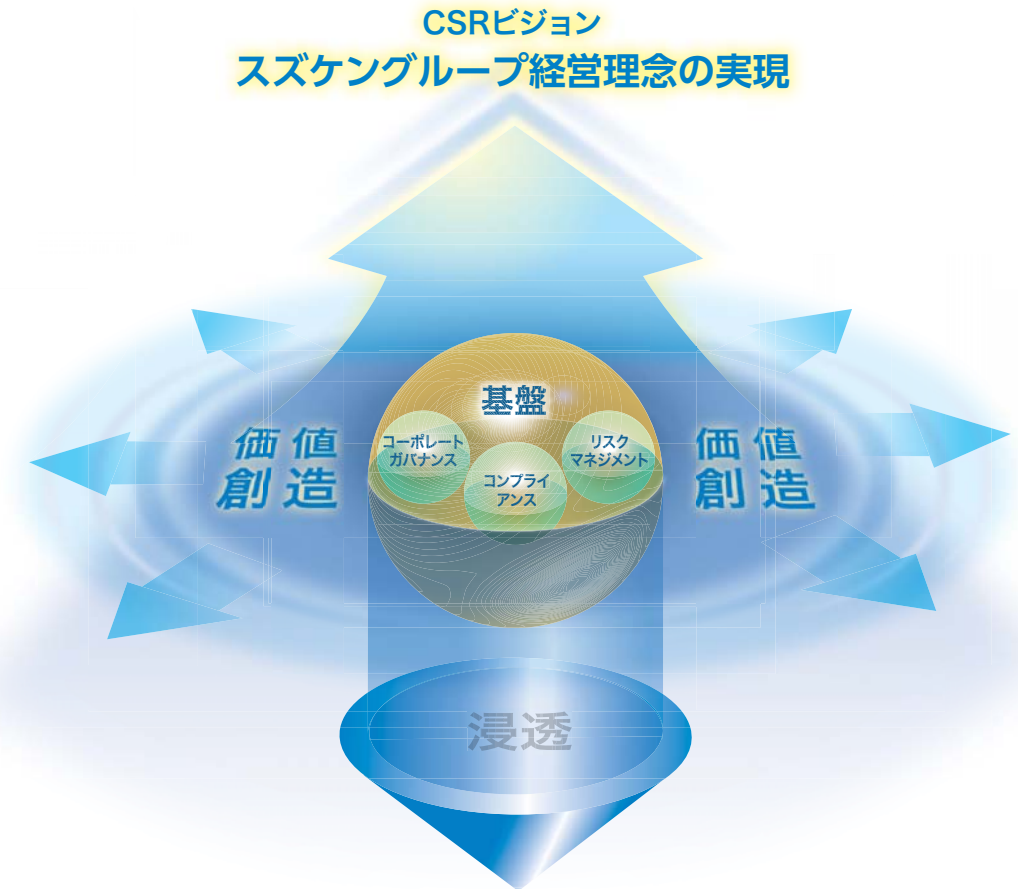 CSRビジョン
スズケングループ経営理念の実現
基盤
コーポレート
ガバナンス
コンプライ
アンス
リスク
マネジメント
価値
創造
価値
創造
浸透